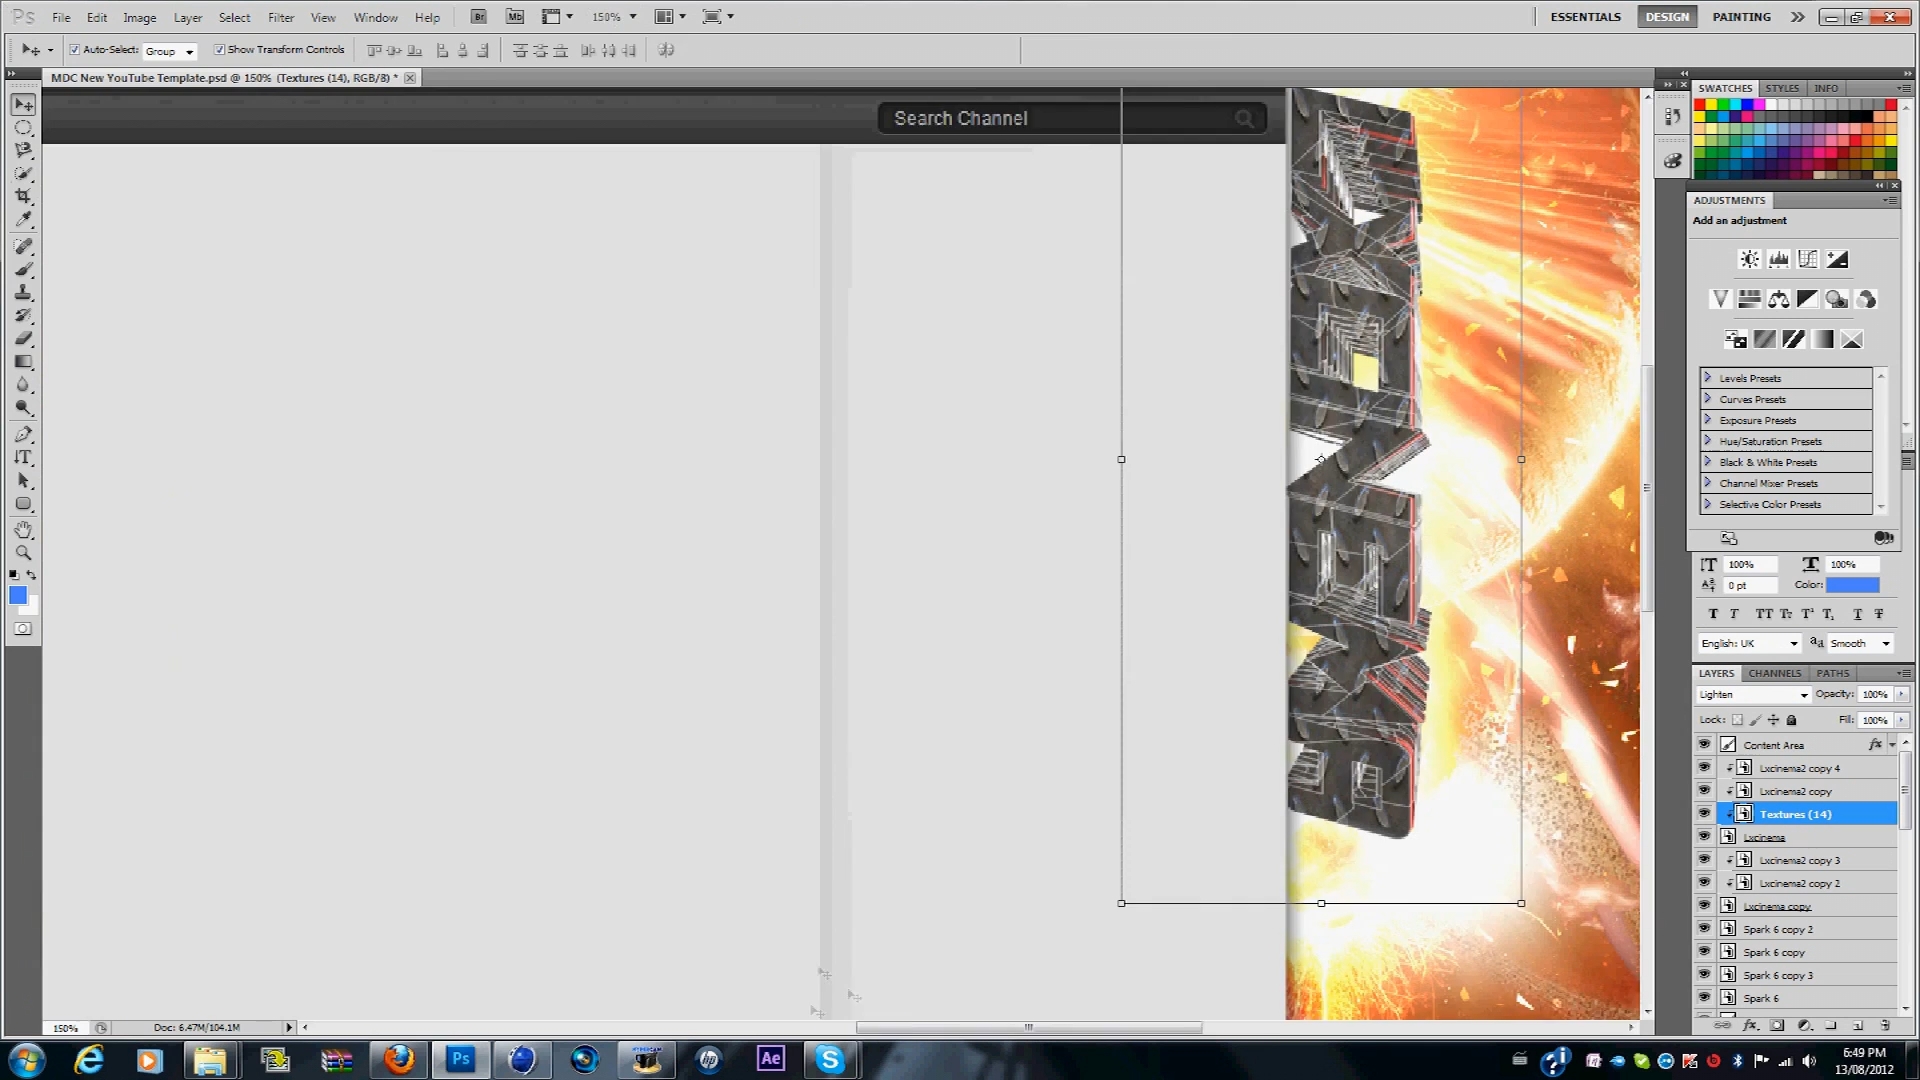 Ps File Edit Image Layer Select Filter View Window Help Br Mb 150% ESSENTIALS DESIGN PAINTING
Auto-Select: Group Show Transform Controls
MDC New YouTube Template.psd @ 150% (Textures (14), RGB/8) *
Search Channel
SWATCHES STYLES INFO
ADJUSTMENTS
Add an adjustment
Levels Presets
Curves Presets
Exposure Presets
Hue/Saturation Presets
Black & White Presets
Channel Mixer Presets
Selective Color Presets
100% 100%
0 pt Color:
English: UK aa Smooth
LAYERS CHANNELS PATHS
Lighten Opacity: 100%
Lock: Fill: 100%
Content Area fx
Lxcinema2 copy 4
Lxcinema2 copy
Textures (14)
Lxcinema
Lxcinema2 copy 3
Lxcinema2 copy 2
Lxcinema copy
Spark 6 copy 2
Spark 6 copy
Spark 6 copy 3
Spark 6
150% Doc: 6.47M/104.1M
Ps HYPERCAM hp Ae S
6:49 PM
13/08/2012